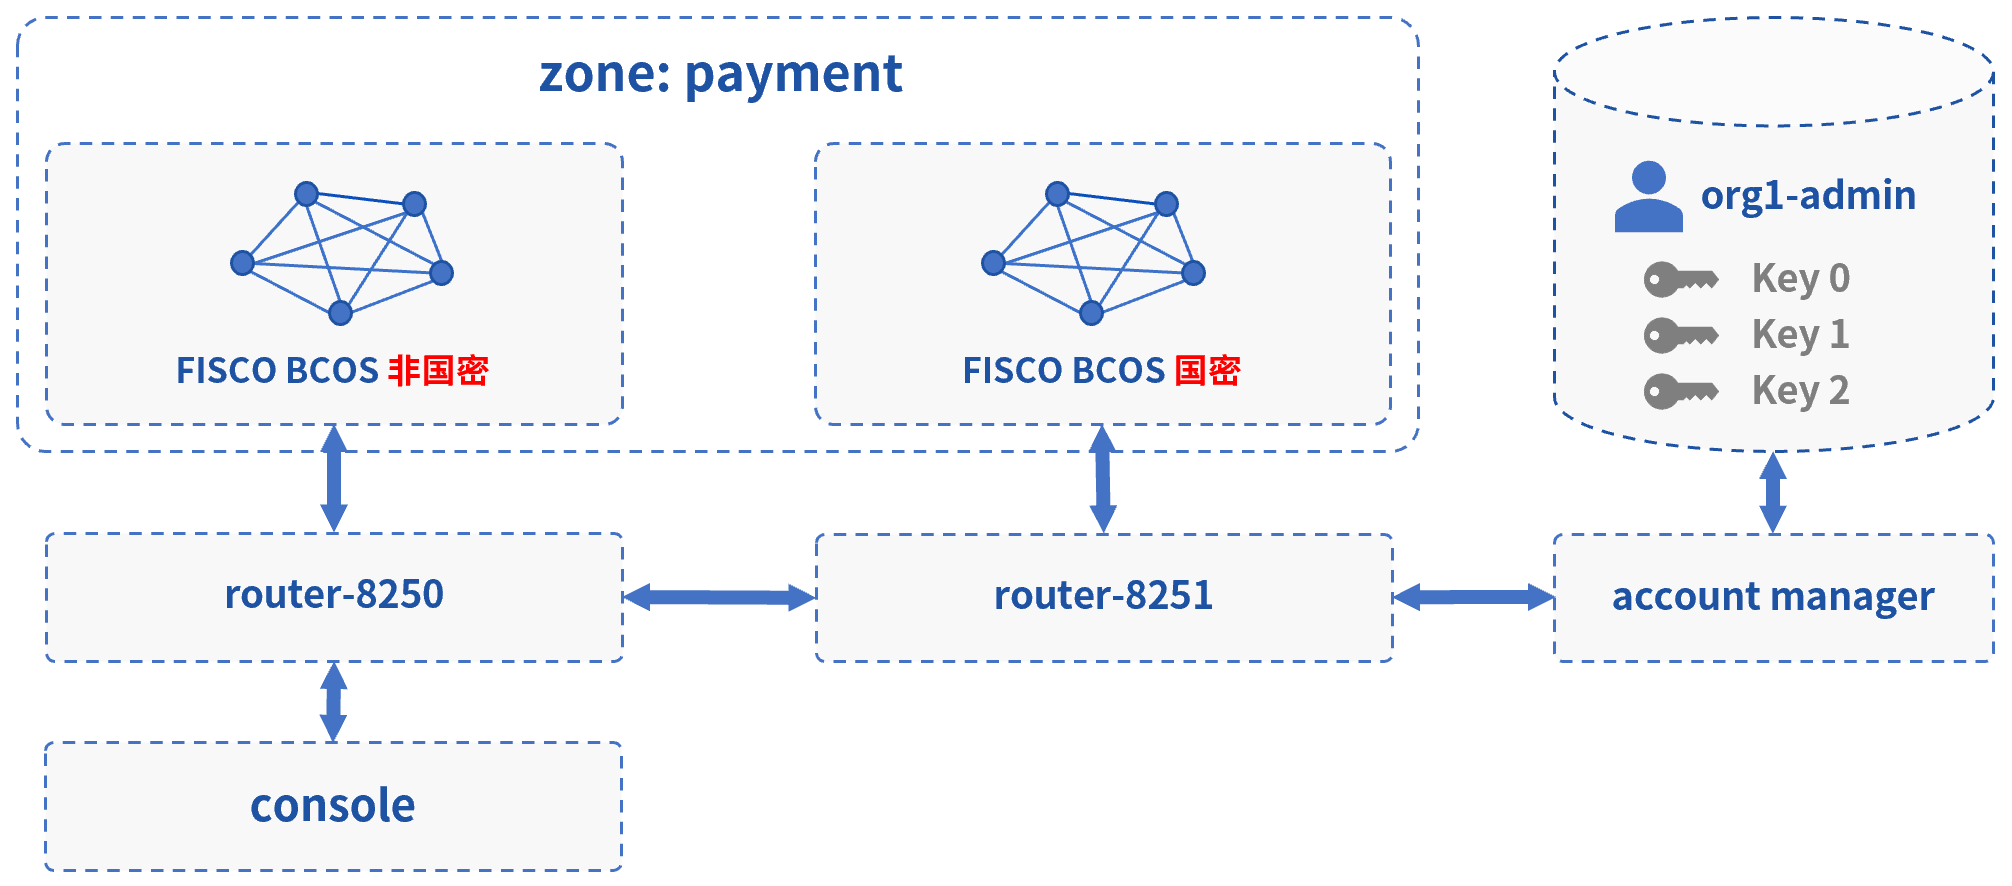 zone: payment
FISCO BCOS 非国密
FISCO BCOS 国密
org1-admin
Key 0
Key 1
Key 2
router-8250
router-8251
account manager
console